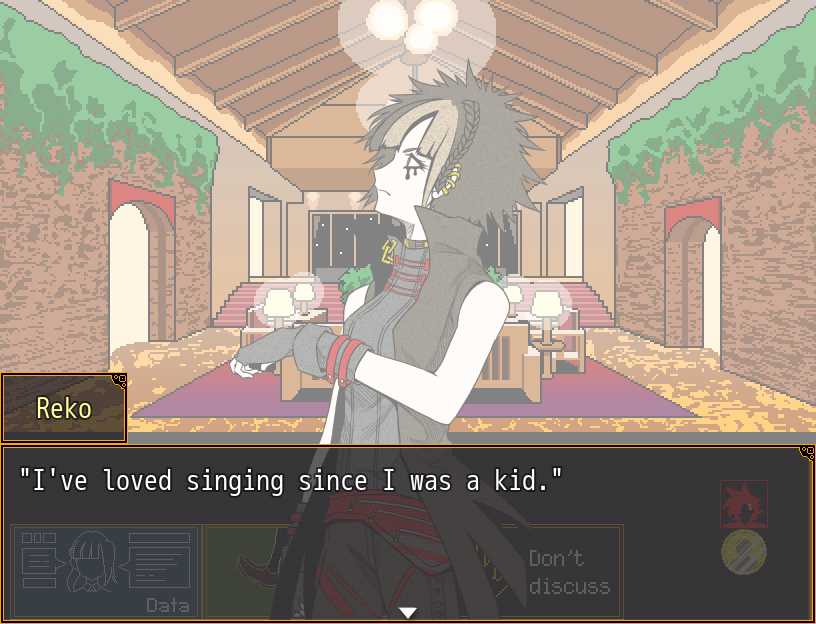 Reko
"I've loved singing since I was a kid."
Data
Don't
discuss